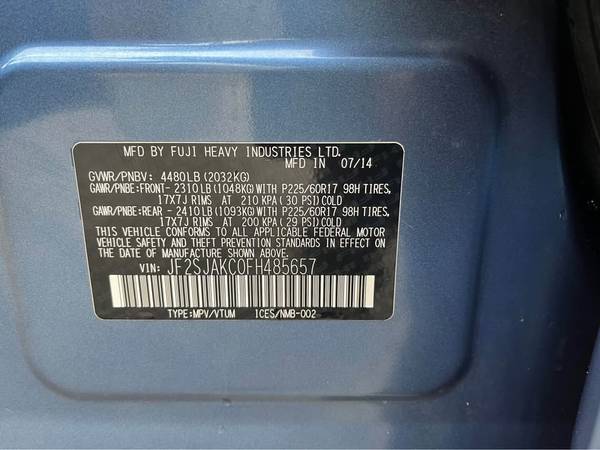 MFD BY FUJI HEAVY INDUSTRIES LTD.
MFD IN 07/14
GVWR/PNBV: 4480LB (2032KG)
GAWR/PNBE:FRONT- 2310LB (1048KG) WITH P225/60R17 98H TIRES,
17X7J RIMS AT 210 KPA (30 PSI) COLD
GAWR/PNBE:REAR - 2410LB (1093KG) WITH P225/60R17 98H TIRES,
17X7J RIMS AT 200 KPA (29 PSI) COLD
THIS VEHICLE CONFORMS TO ALL APPLICABLE FEDERAL MOTOR
VEHICLE SAFETY AND THEFT PREVENTION STANDARDS IN EFFECT
ON THE DATE OF MANUFACTURE SHOWN ABOVE.
VIN: JF2SJAKC0FH485657
TYPE:MPV/VTUM ICES/NMB-002